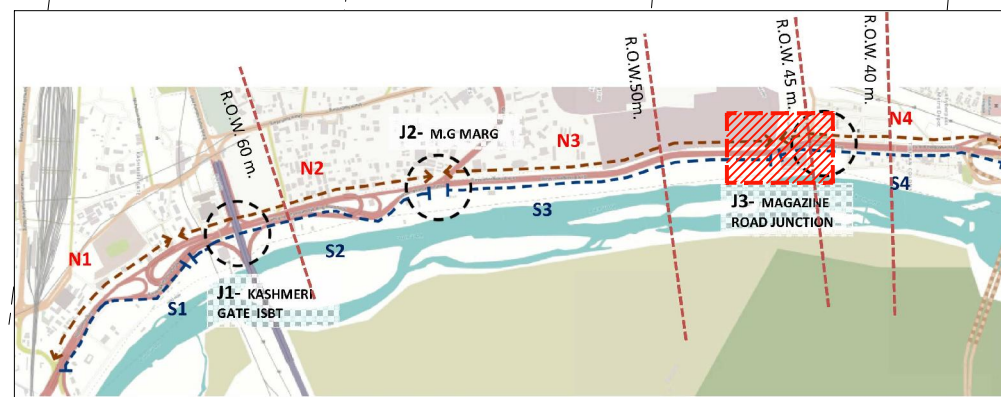 R.O.W. 60 m.
R.O.W.50m.
R.O.W. 45 m.
R.O.W. 40 m.
N1
N2
N3
N4
J2- M.G MARG
S1
S2
S3
S4
J1- KASHMERI
GATE ISBT
J3- MAGAZINE
ROAD JUNCTION